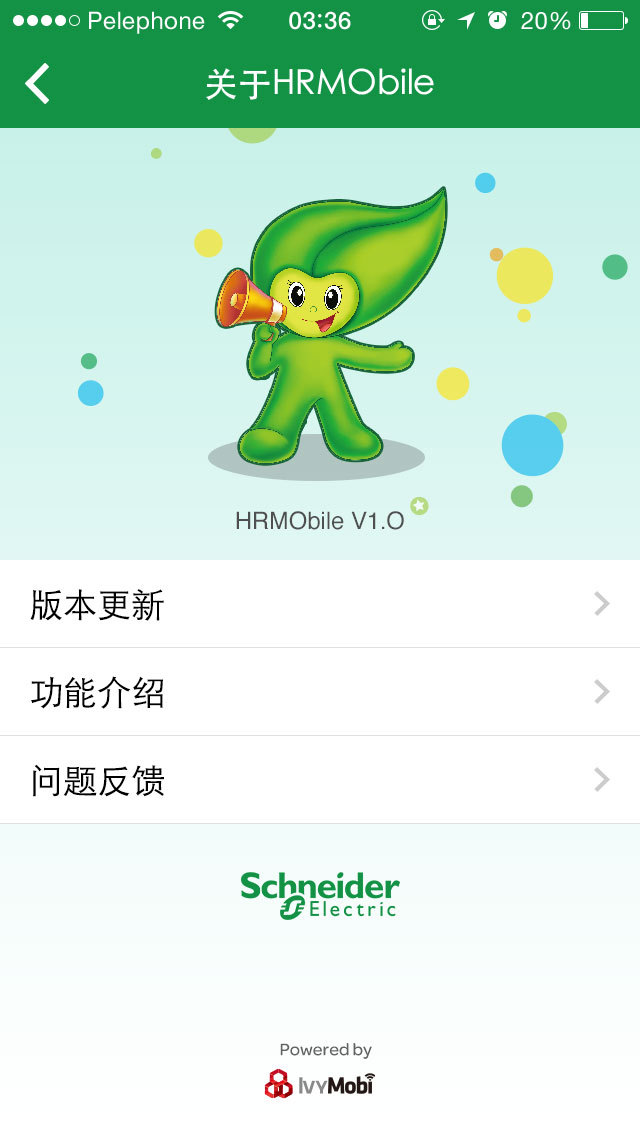 Pelephone 03:36 20%
关于HRMObile
HRMObile V1.O
版本更新
功能介绍
问题反馈
Schneider
Electric
Powered by
IvyMobi